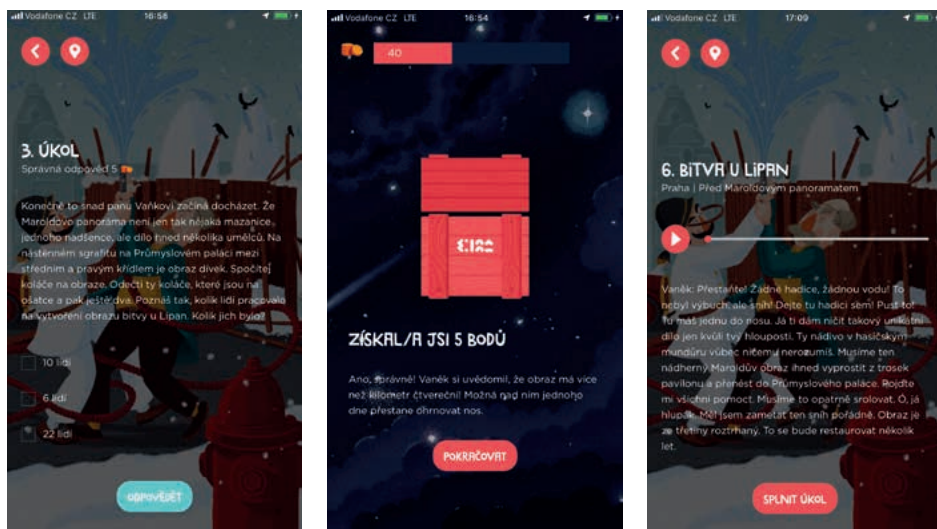 Vodafone CZ LTE 16:56
3. ÚKOL
Správná odpověď 5
Konečně to snad panu Vaňkovi začíná docházet. Že
Maroldovo panoráma není jen tak nějaká mazanice
jednoho nadšence, ale dílo hned několika umělců. Na
nástěnném sgrafitu na Průmyslovém paláci mezi
středním a pravým křídlem je obraz dívek. Spočítej
koláče na obraze. Odečti ty koláče, které jsou na
ošatce a pak ještě dva. Poznáš tak, kolik lidí pracovalo
na vytvoření obrazu bitvy u Lipan. Kolik jich bylo?
10 lidí
6 lidí
22 lidí
ODPOVĚDĚT
Vodafone CZ LTE 16:54
40
ZÍSKAL/A JSI 5 BODŮ
Ano, správně! Vaněk si uvědomil, že obraz má více
než kilometr čtvereční! Možná nad ním jednoho
dne přestane ohrnovat nos.
POKRAČOVAT
Vodafone CZ LTE 17:09
6. BITVA U LIPAN
Praha | Před Maroldovým panoramatem
Vaněk: Přestaňte! Žádné hadice, žádnou vodu! To
nebyl výbuch, ale sníh! Dejte tu hadici sem! Pusť to!
Tu máš jednu do nosu. Já ti dám ničit takový unikátní
dílo jen kvůli tvý hlouposti. Ty nádivo v hasičským
mundúru vůbec ničemu nerozumíš. Musíme ten
nádherný Maroldův obraz ihned vyprostit z trosek
pavilonu a přenést do Průmyslového paláce. Pojďte
mi všichni pomoct. Musíme to opatrně srolovat. Ó, já
hlupák. Měl jsem zametat ten sníh pořádně. Obraz je
ze třetiny roztrhaný. To se bude restaurovat několik
let.
SPLNIT ÚKOL